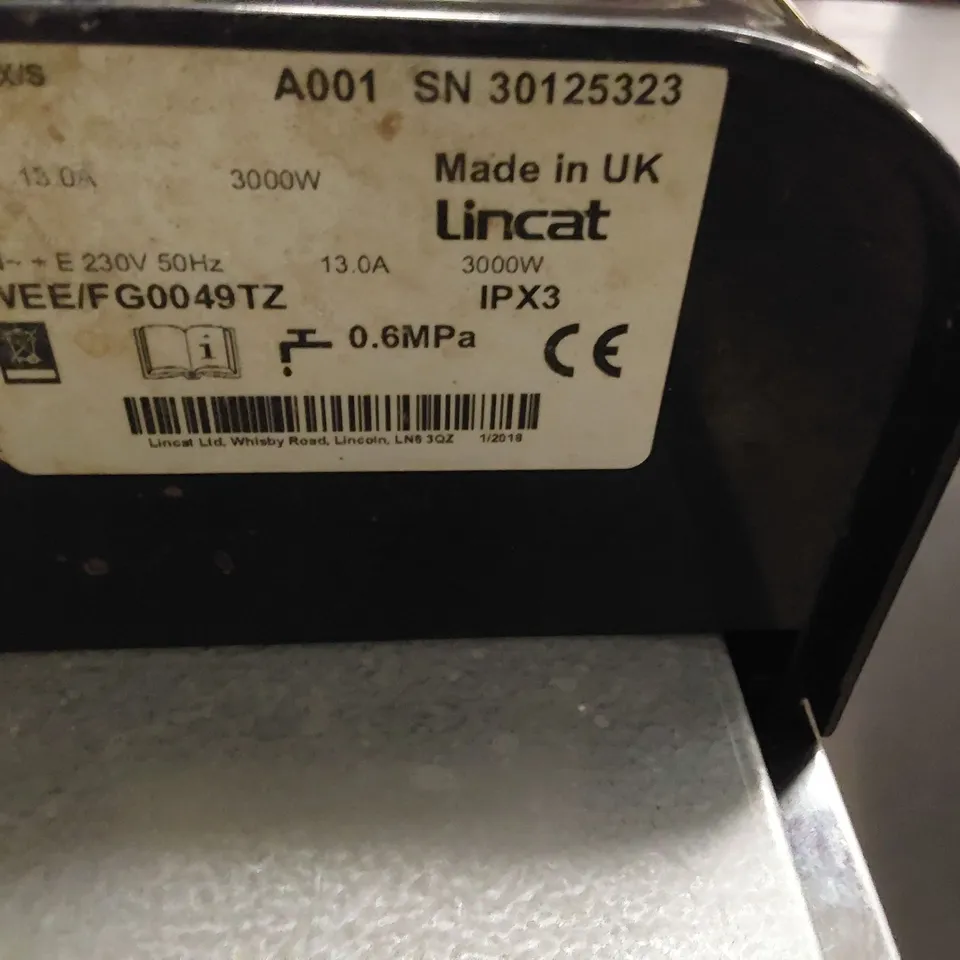 X/S
A001 SN 30125323
13.0A 3000W
Made in UK
Lincat
~ + E 230V 50Hz 13.0A 3000W
WEE/FG0049TZ IPX3
i 0.6MPa CE
Lincat Ltd, Whisby Road, Lincoln, LN6 3QZ 1/2018